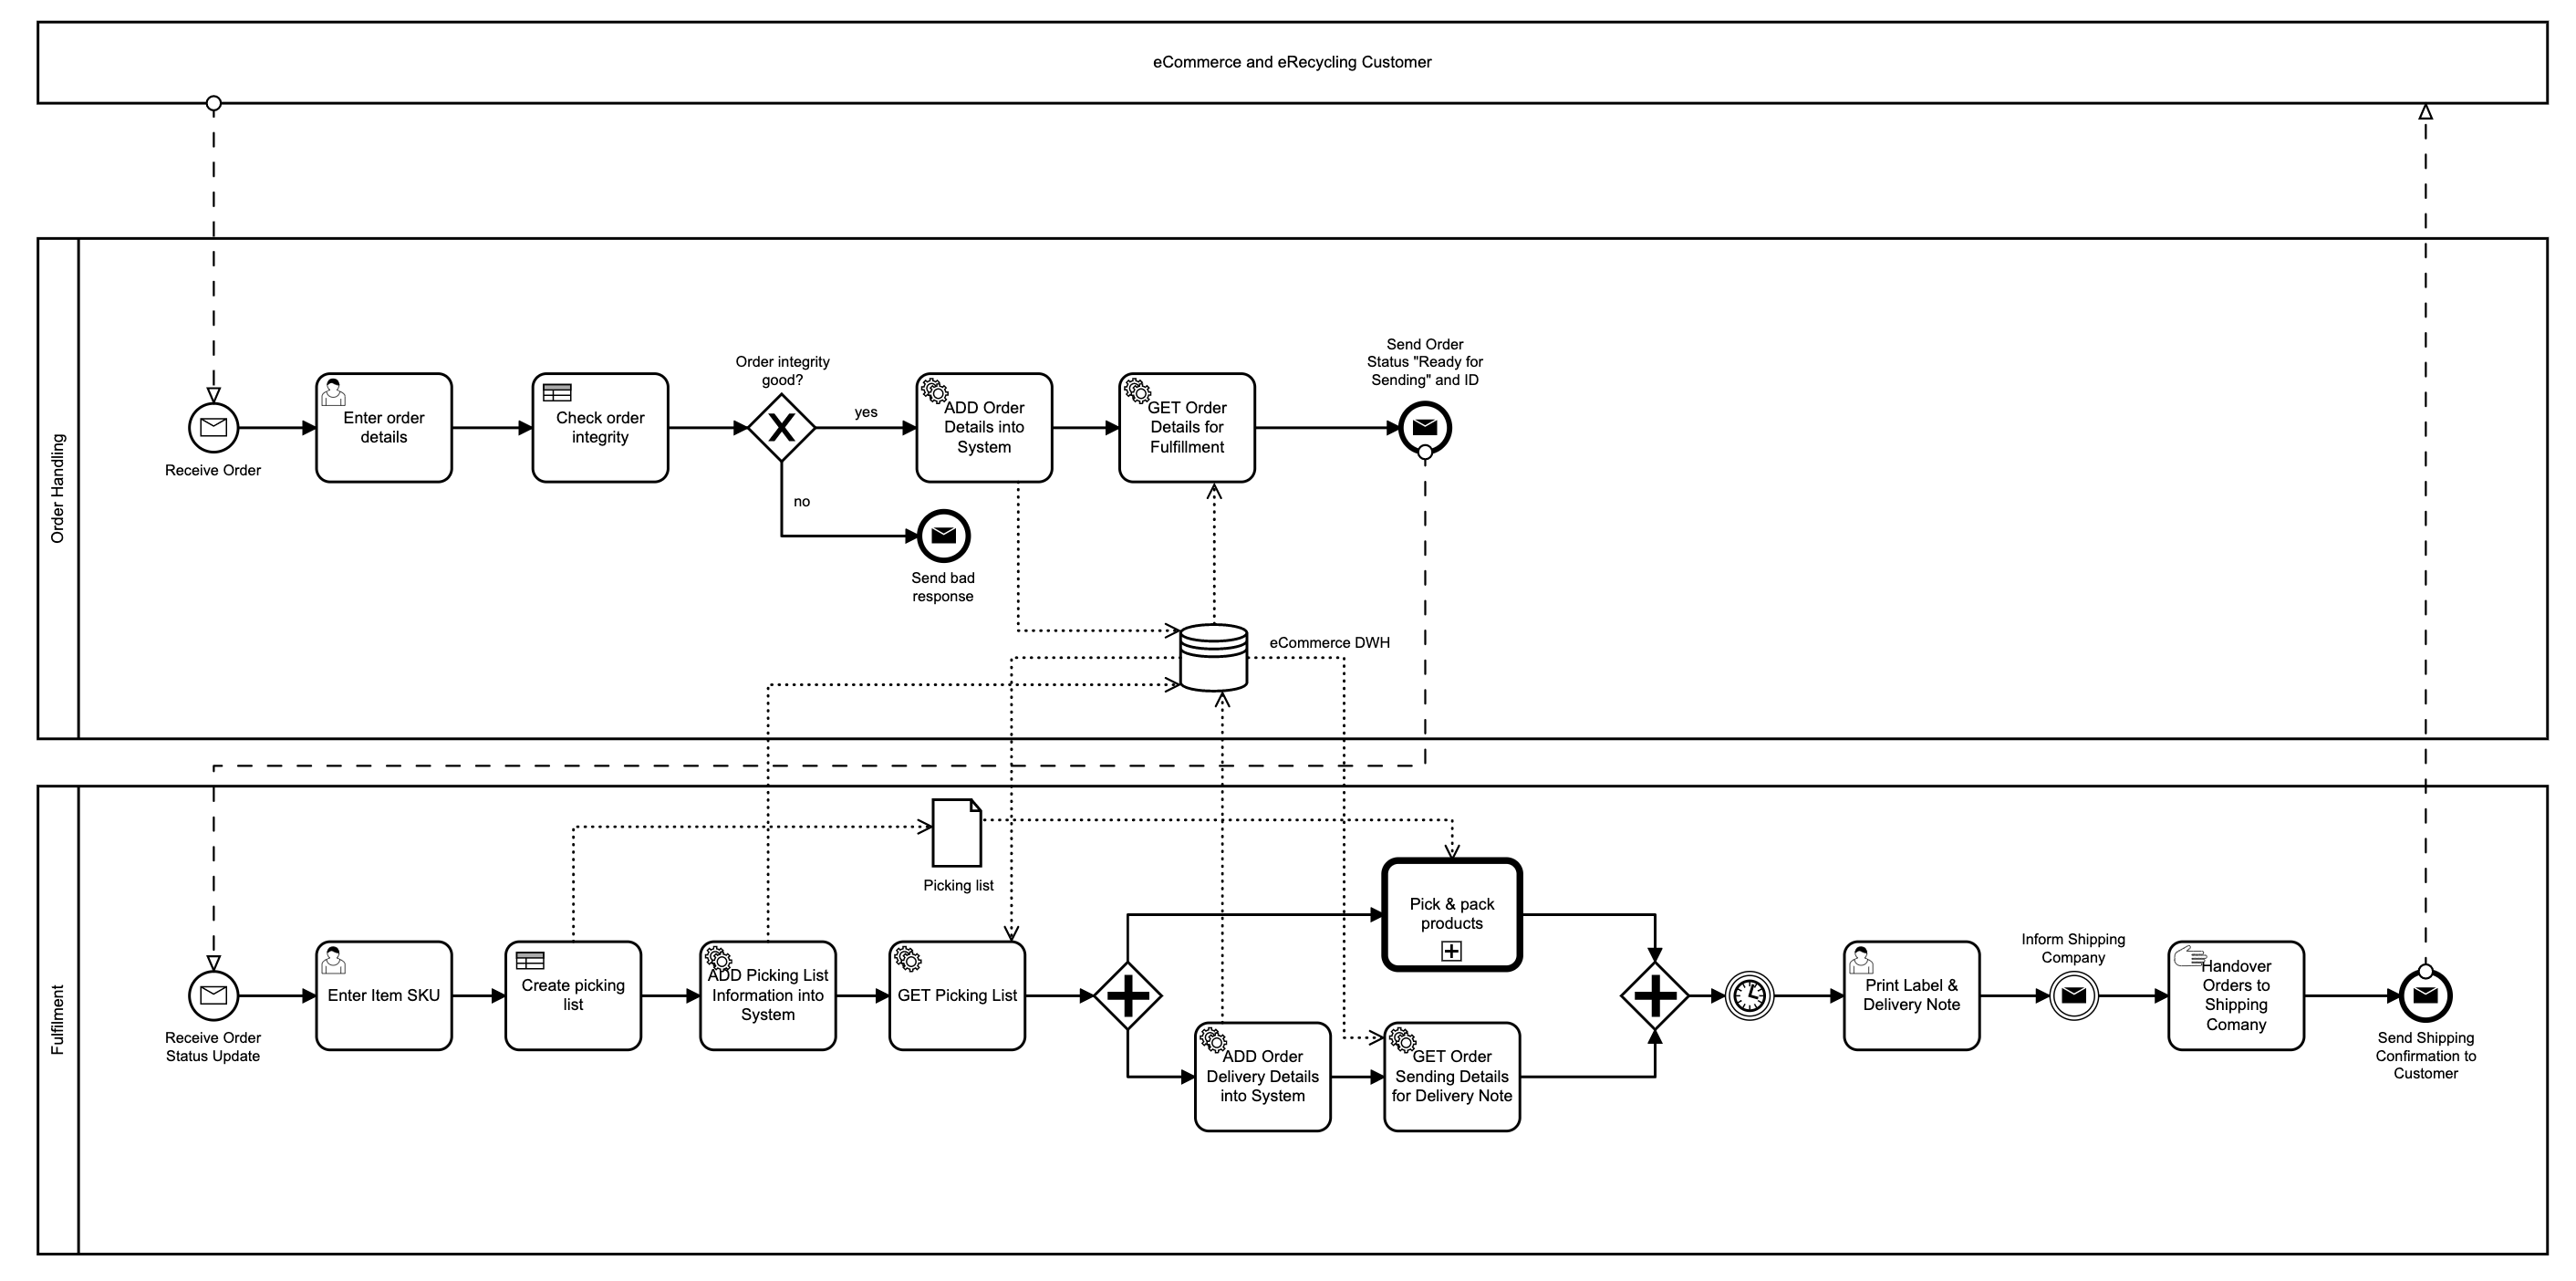 eCommerce and eRecycling Customer
Order Handling
Receive Order
Enter order
details
Check order
integrity
Order integrity
good?
yes
no
ADD Order
Details into
System
GET Order
Details for
Fulfillment
Send Order
Status "Ready for
Sending" and ID
Send bad
response
eCommerce DWH
Fulfilment
Receive Order
Status Update
Enter Item SKU
Create picking
list
Picking list
ADD Picking List
Information into
System
GET Picking List
Pick & pack
products
ADD Order
Delivery Details
into System
GET Order
Sending Details
for Delivery Note
Print Label &
Delivery Note
Inform Shipping
Company
Handover
Orders to
Shipping
Comany
Send Shipping
Confirmation to
Customer